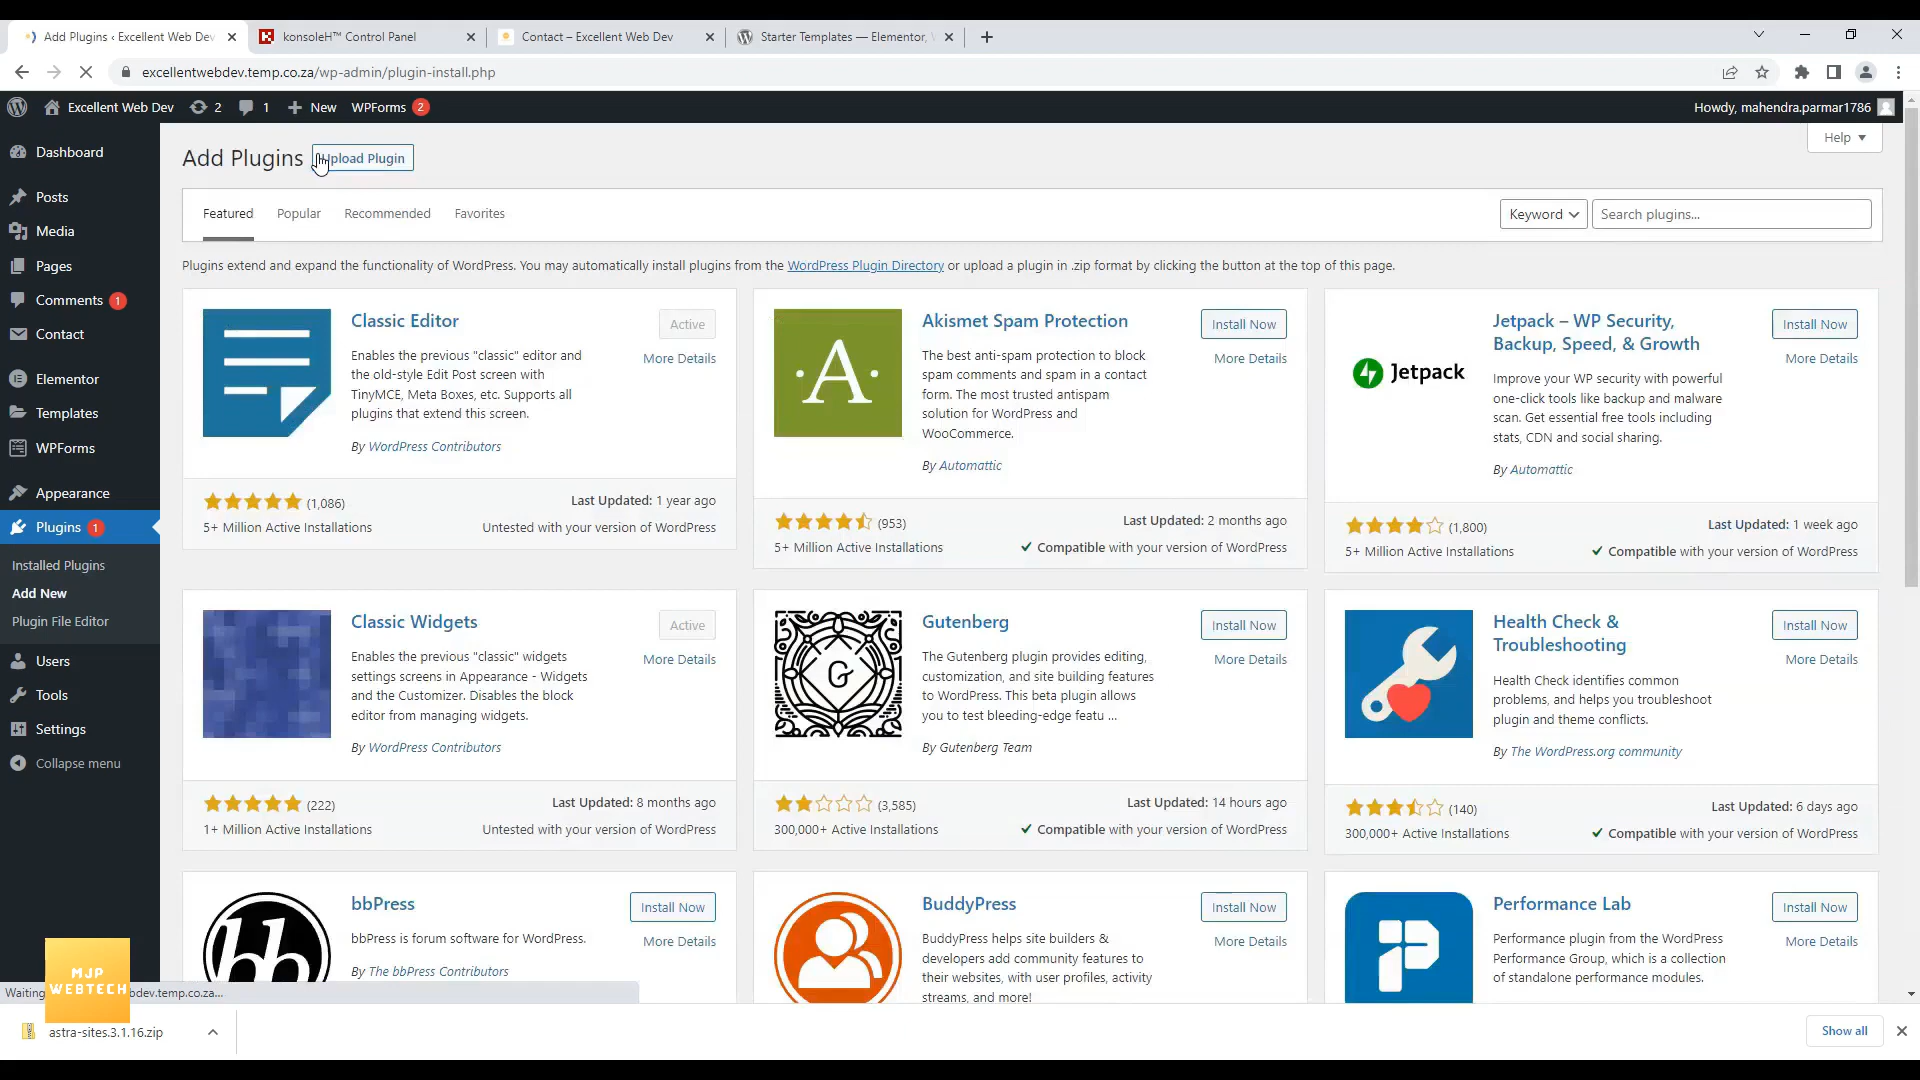 Add Plugins ‹ Excellent Web Dev
konsoleH™ Control Panel
Contact – Excellent Web Dev
Starter Templates — Elementor,
excellentwebdev.temp.co.za/wp-admin/plugin-install.php
Excellent Web Dev
2
1
New
WPForms 2
Howdy, mahendra.parmar1786
Help
Dashboard
Posts
Media
Pages
Comments 1
Contact
Elementor
Templates
WPForms
Appearance
Plugins 1
Installed Plugins
Add New
Plugin File Editor
Users
Tools
Settings
Collapse menu
Add Plugins
Upload Plugin
Featured
Popular
Recommended
Favorites
Keyword
Search plugins...
Plugins extend and expand the functionality of WordPress. You may automatically install plugins from the WordPress Plugin Directory or upload a plugin in .zip format by clicking the button at the top of this page.
Classic Editor
Active
More Details
Enables the previous "classic" editor and
the old-style Edit Post screen with
TinyMCE, Meta Boxes, etc. Supports all
plugins that extend this screen.
By WordPress Contributors
(1,086)
Last Updated: 1 year ago
5+ Million Active Installations
Untested with your version of WordPress
A
Akismet Spam Protection
Install Now
More Details
The best anti-spam protection to block
spam comments and spam in a contact
form. The most trusted antispam
solution for WordPress and
WooCommerce.
By Automattic
(953)
Last Updated: 2 months ago
5+ Million Active Installations
Compatible with your version of WordPress
Jetpack
Jetpack – WP Security,
Backup, Speed, & Growth
Install Now
More Details
Improve your WP security with powerful
one-click tools like backup and malware
scan. Get essential free tools including
stats, CDN and social sharing.
By Automattic
(1,800)
Last Updated: 1 week ago
5+ Million Active Installations
Compatible with your version of WordPress
Classic Widgets
Active
More Details
Enables the previous "classic" widgets
settings screens in Appearance - Widgets
and the Customizer. Disables the block
editor from managing widgets.
By WordPress Contributors
(222)
Last Updated: 8 months ago
1+ Million Active Installations
Untested with your version of WordPress
G
Gutenberg
Install Now
More Details
The Gutenberg plugin provides editing,
customization, and site building features
to WordPress. This beta plugin allows
you to test bleeding-edge featu ...
By Gutenberg Team
(3,585)
Last Updated: 14 hours ago
300,000+ Active Installations
Compatible with your version of WordPress
Health Check &
Troubleshooting
Install Now
More Details
Health Check identifies common
problems, and helps you troubleshoot
plugin and theme conflicts.
By The WordPress.org community
(140)
Last Updated: 6 days ago
300,000+ Active Installations
Compatible with your version of WordPress
bb
bbPress
Install Now
More Details
bbPress is forum software for WordPress.
By The bbPress Contributors
BuddyPress
Install Now
More Details
BuddyPress helps site builders &
developers add community features to
their websites, with user profiles, activity
streams, and more!
Performance Lab
Install Now
More Details
Performance plugin from the WordPress
Performance Group, which is a collection
of standalone performance modules.
Waiting
bdev.temp.co.za...
MJP
WEBTECH
astra-sites.3.1.16.zip
Show all